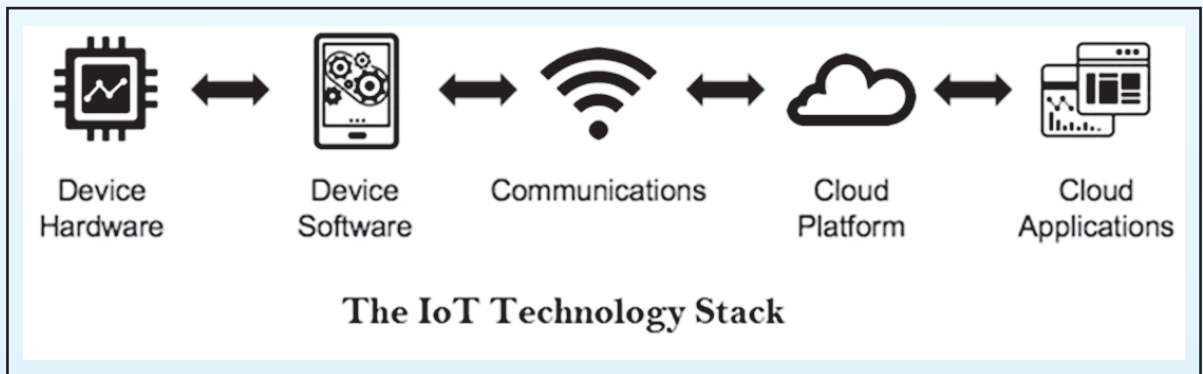 Device Hardware
Device Software
Communications
Cloud Platform
Cloud Applications
The IoT Technology Stack